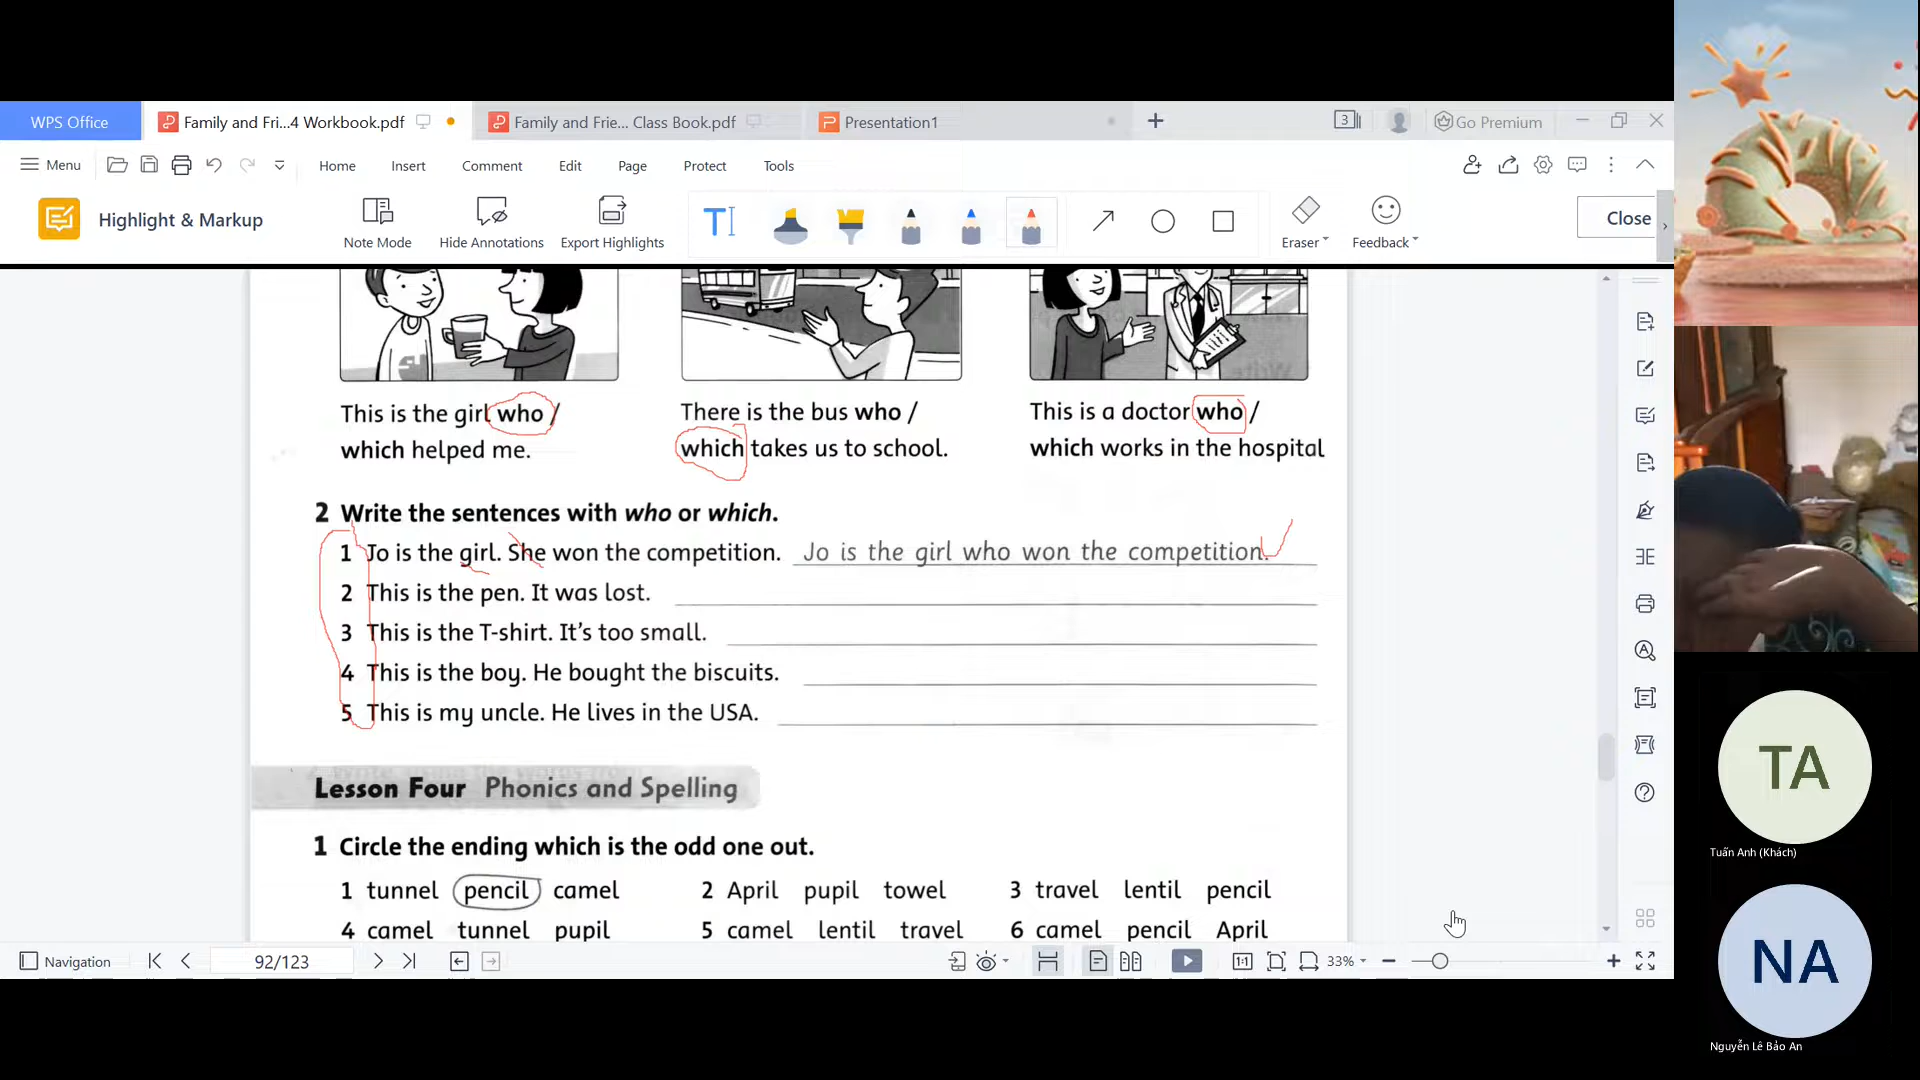 WPS Office
Family and Fri...4 Workbook.pdf
Family and Frie... Class Book.pdf
Presentation1
3
Go Premium
Menu
Home
Insert
Comment
Edit
Page
Protect
Tools
Highlight & Markup
Note Mode
Hide Annotations
Export Highlights
Eraser
Feedback
Close
This is the girl who /
which helped me.
There is the bus who /
which takes us to school.
This is a doctor who /
which works in the hospital
2 Write the sentences with who or which.
1 Jo is the girl. She won the competition. Jo is the girl who won the competition.
2 This is the pen. It was lost.
3 This is the T-shirt. It's too small.
4 This is the boy. He bought the biscuits.
5 This is my uncle. He lives in the USA.
Lesson Four Phonics and Spelling
1 Circle the ending which is the odd one out.
1 tunnel pencil camel
2 April pupil towel
3 travel lentil pencil
4 camel tunnel pupil
5 camel lentil travel
6 camel pencil April
Navigation
92/123
1:1
33%
TA
Tuấn Anh (Khách)
NA
Nguyễn Lê Bảo An